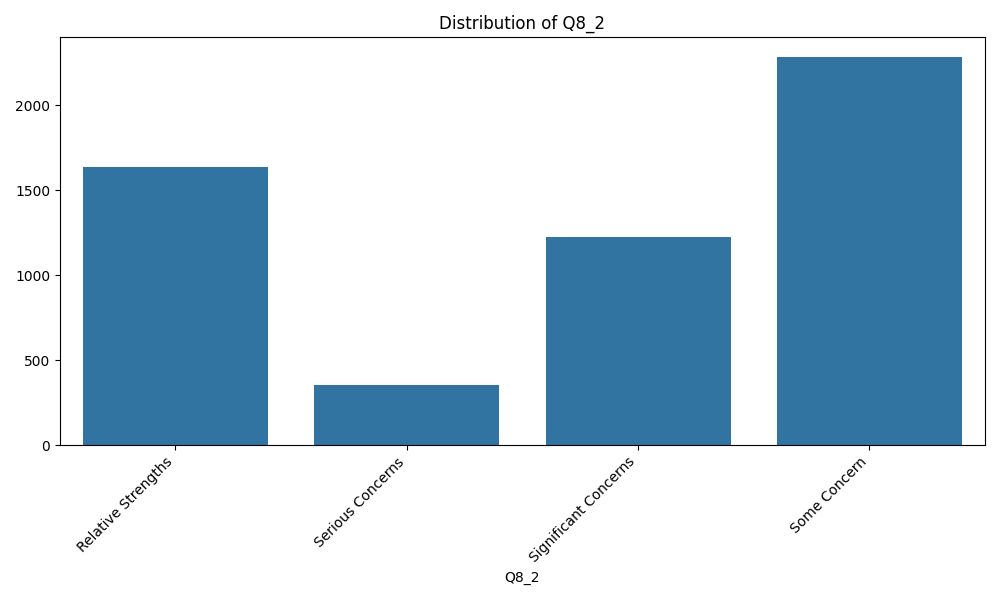 Distribution of Q8_2
2000
1500
1000
500
0
Relative Strengths
Serious Concerns
Significant Concerns
Some Concern
Q8_2